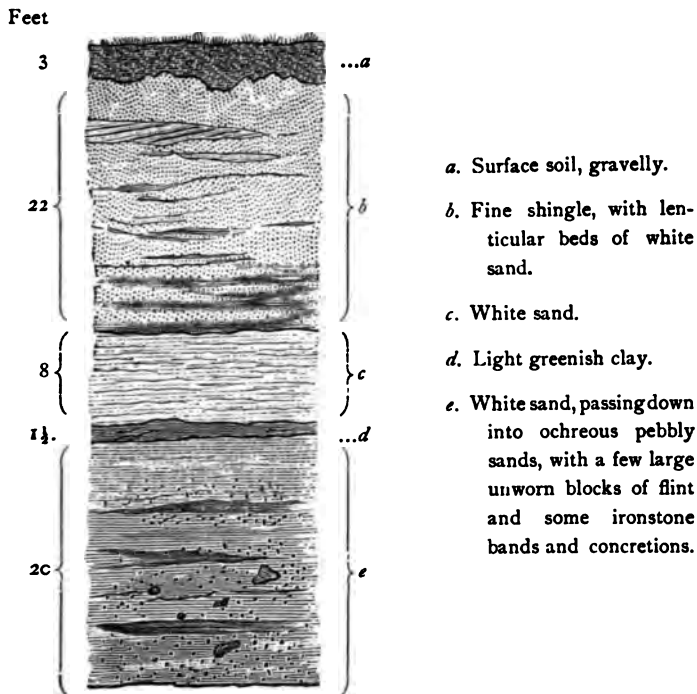 Feet
3 ...a
22 b
8 c
1½. ...d
20 e
a. Surface soil, gravelly.
b. Fine shingle, with len-
ticular beds of white
sand.
c. White sand.
d. Light greenish clay.
e. White sand, passing down
into ochreous pebbly
sands, with a few large
unworn blocks of flint
and some ironstone
bands and concretions.